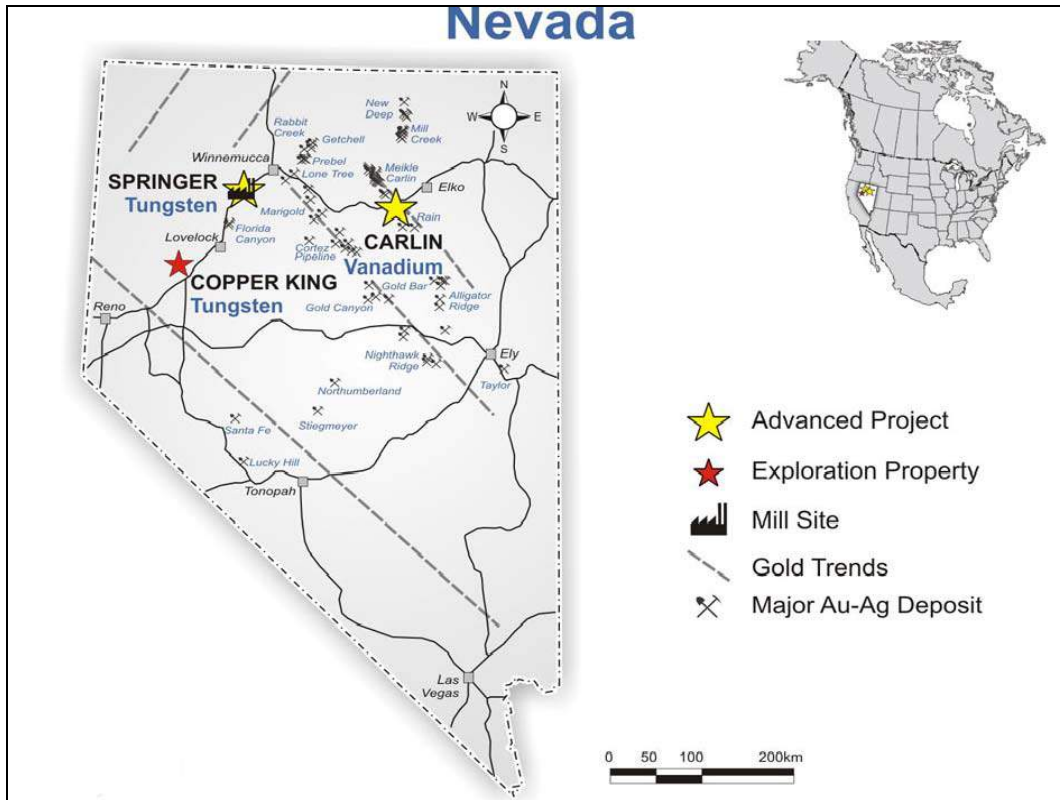 Nevada
N
W E
S
New
Deep
Mill
Creek
Rabbit
Creek
Getchell
Prebel
Lone Tree
Winnemucca
Meikle
Carlin
Elko
SPRINGER
Tungsten
Marigold
Rain
Florida
Canyon
Lovelock
Cortez
Pipeline
CARLIN
Vanadium
COPPER KING
Tungsten
Gold Bar
Gold Canyon
Alligator
Ridge
Reno
Nighthawk
Ridge
Ely
Taylor
Northumberland
Santa Fe
Stiegmeyer
Lucky Hill
Tonopah
Las
Vegas
Advanced Project
Exploration Property
Mill Site
Gold Trends
Major Au-Ag Deposit
0 50 100 200km